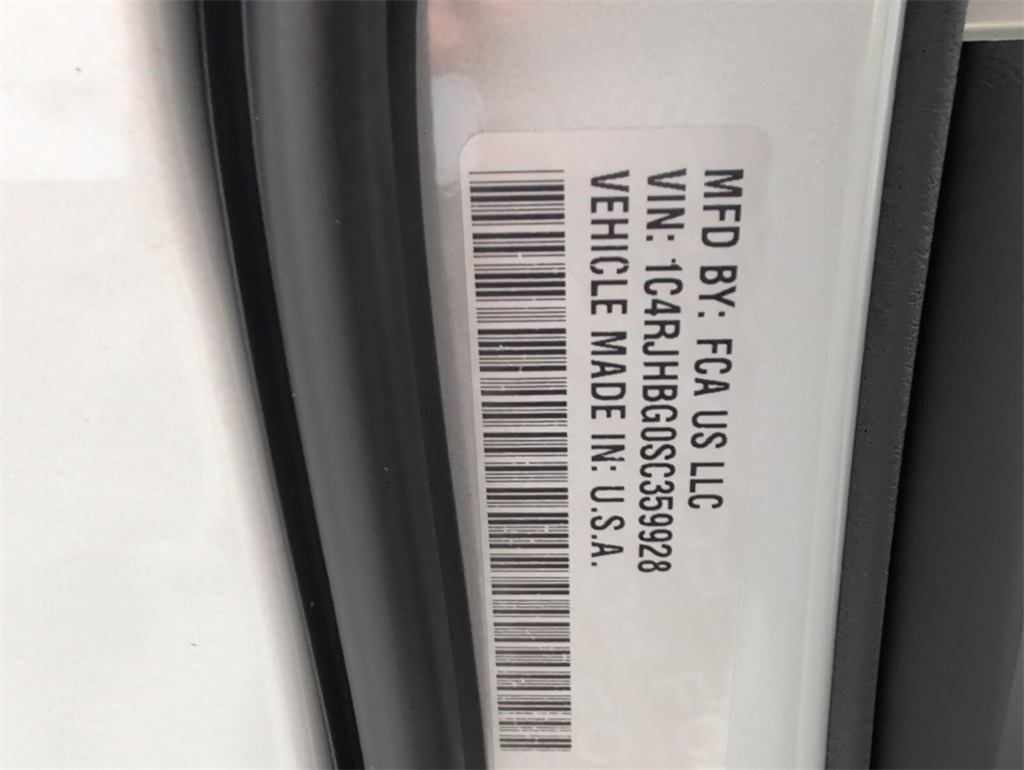 MFD BY: FCA US LLC
VIN: 1C4RJHBG0SC359928
VEHICLE MADE IN: U.S.A.